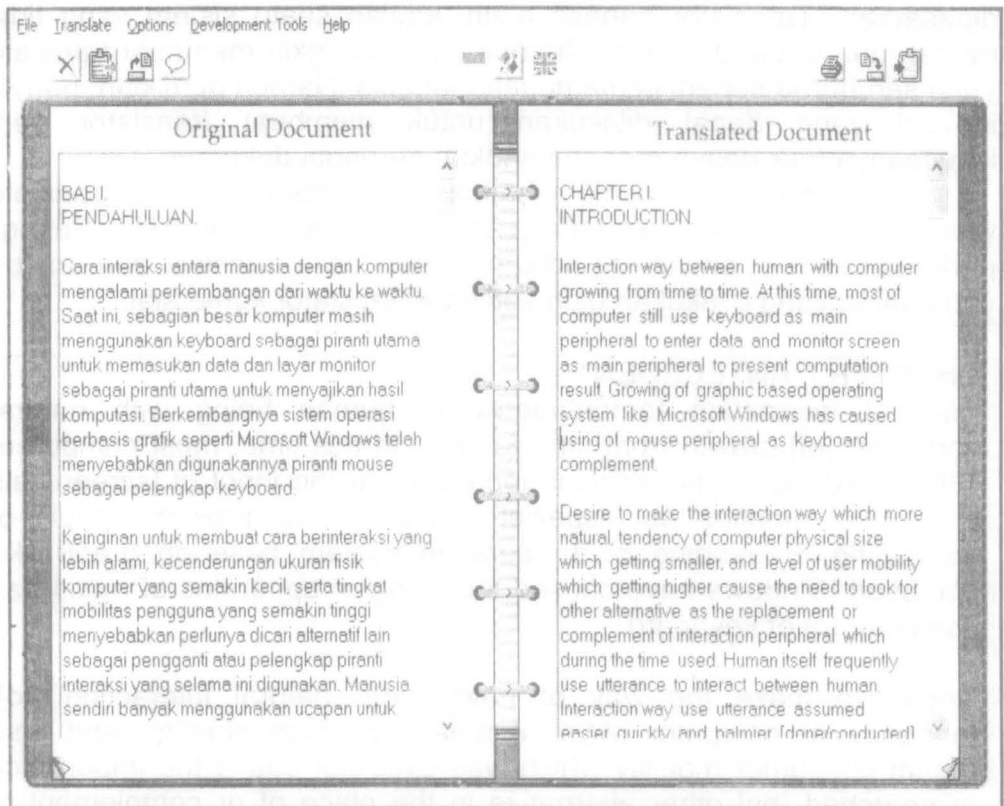 File Translate Options Development Tools Help
Original Document
BAB I.
PENDAHULUAN.
Cara interaksi antara manusia dengan komputer
mengalami perkembangan dari waktu ke waktu.
Saat ini, sebagian besar komputer masih
menggunakan keyboard sebagai piranti utama
untuk memasukan data dan layar monitor
sebagai piranti utama untuk menyajikan hasil
komputasi. Berkembangnya sistem operasi
berbasis grafik seperti Microsoft Windows telah
menyebabkan digunakannya piranti mouse
sebagai pelengkap keyboard.
Keinginan untuk membuat cara berinteraksi yang
lebih alami, kecenderungan ukuran fisik
komputer yang semakin kecil, serta tingkat
mobilitas pengguna yang semakin tinggi
menyebabkan perlunya dicari alternatif lain
sebagai pengganti atau pelengkap piranti
interaksi yang selama ini digunakan. Manusia
sendiri banyak menggunakan ucapan untuk
Translated Document
CHAPTER I.
INTRODUCTION.
Interaction way between human with computer
growing from time to time. At this time, most of
computer still use keyboard as main
peripheral to enter data and monitor screen
as main peripheral to present computation
result. Growing of graphic based operating
system like Microsoft Windows has caused
using of mouse peripheral as keyboard
complement.
Desire to make the interaction way which more
natural, tendency of computer physical size
which getting smaller, and level of user mobility
which getting higher cause the need to look for
other alternative as the replacement or
complement of interaction peripheral which
during the time used. Human itself frequently
use utterance to interact between human.
Interaction way use utterance assumed
easier quickly and balmier [done/conducted]